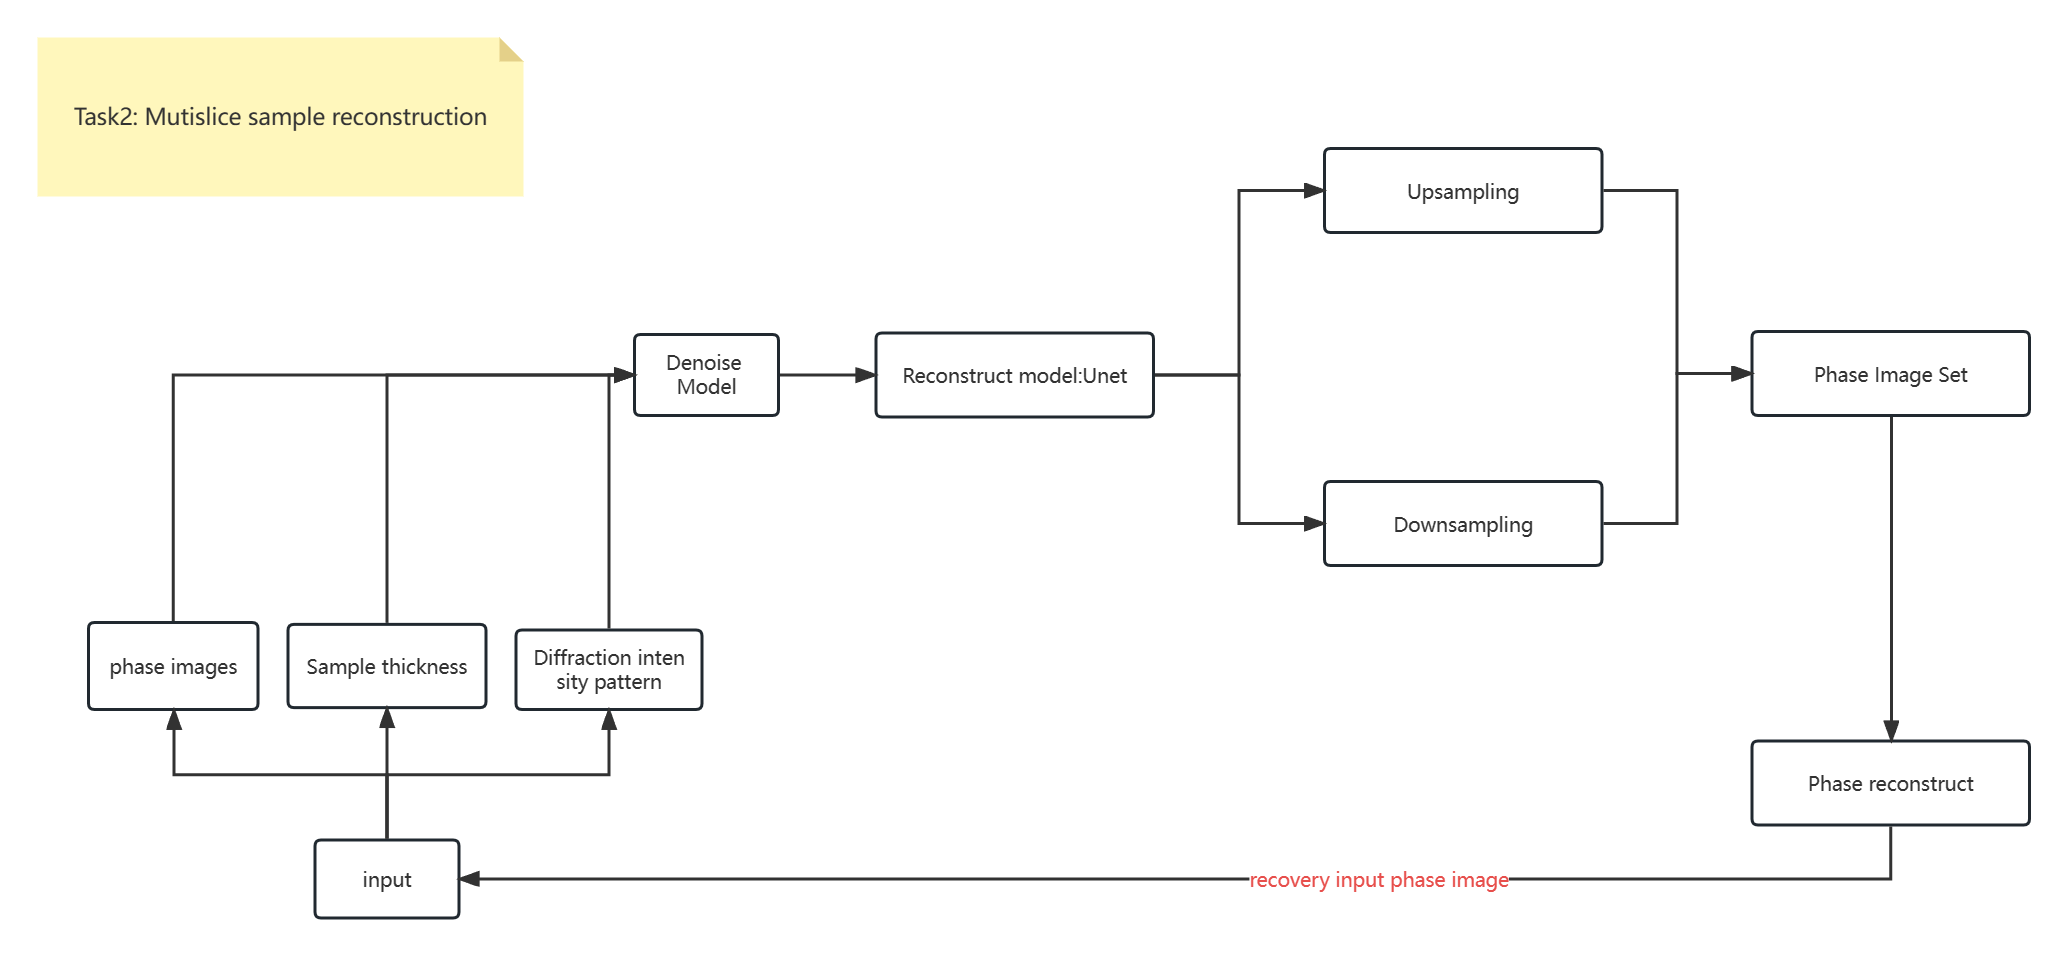 Task2: Mutislice sample reconstruction
Upsampling
Denoise
Model
Reconstruct model:Unet
Phase Image Set
Downsampling
phase images
Sample thickness
Diffraction inten
sity pattern
Phase reconstruct
input
recovery input phase image